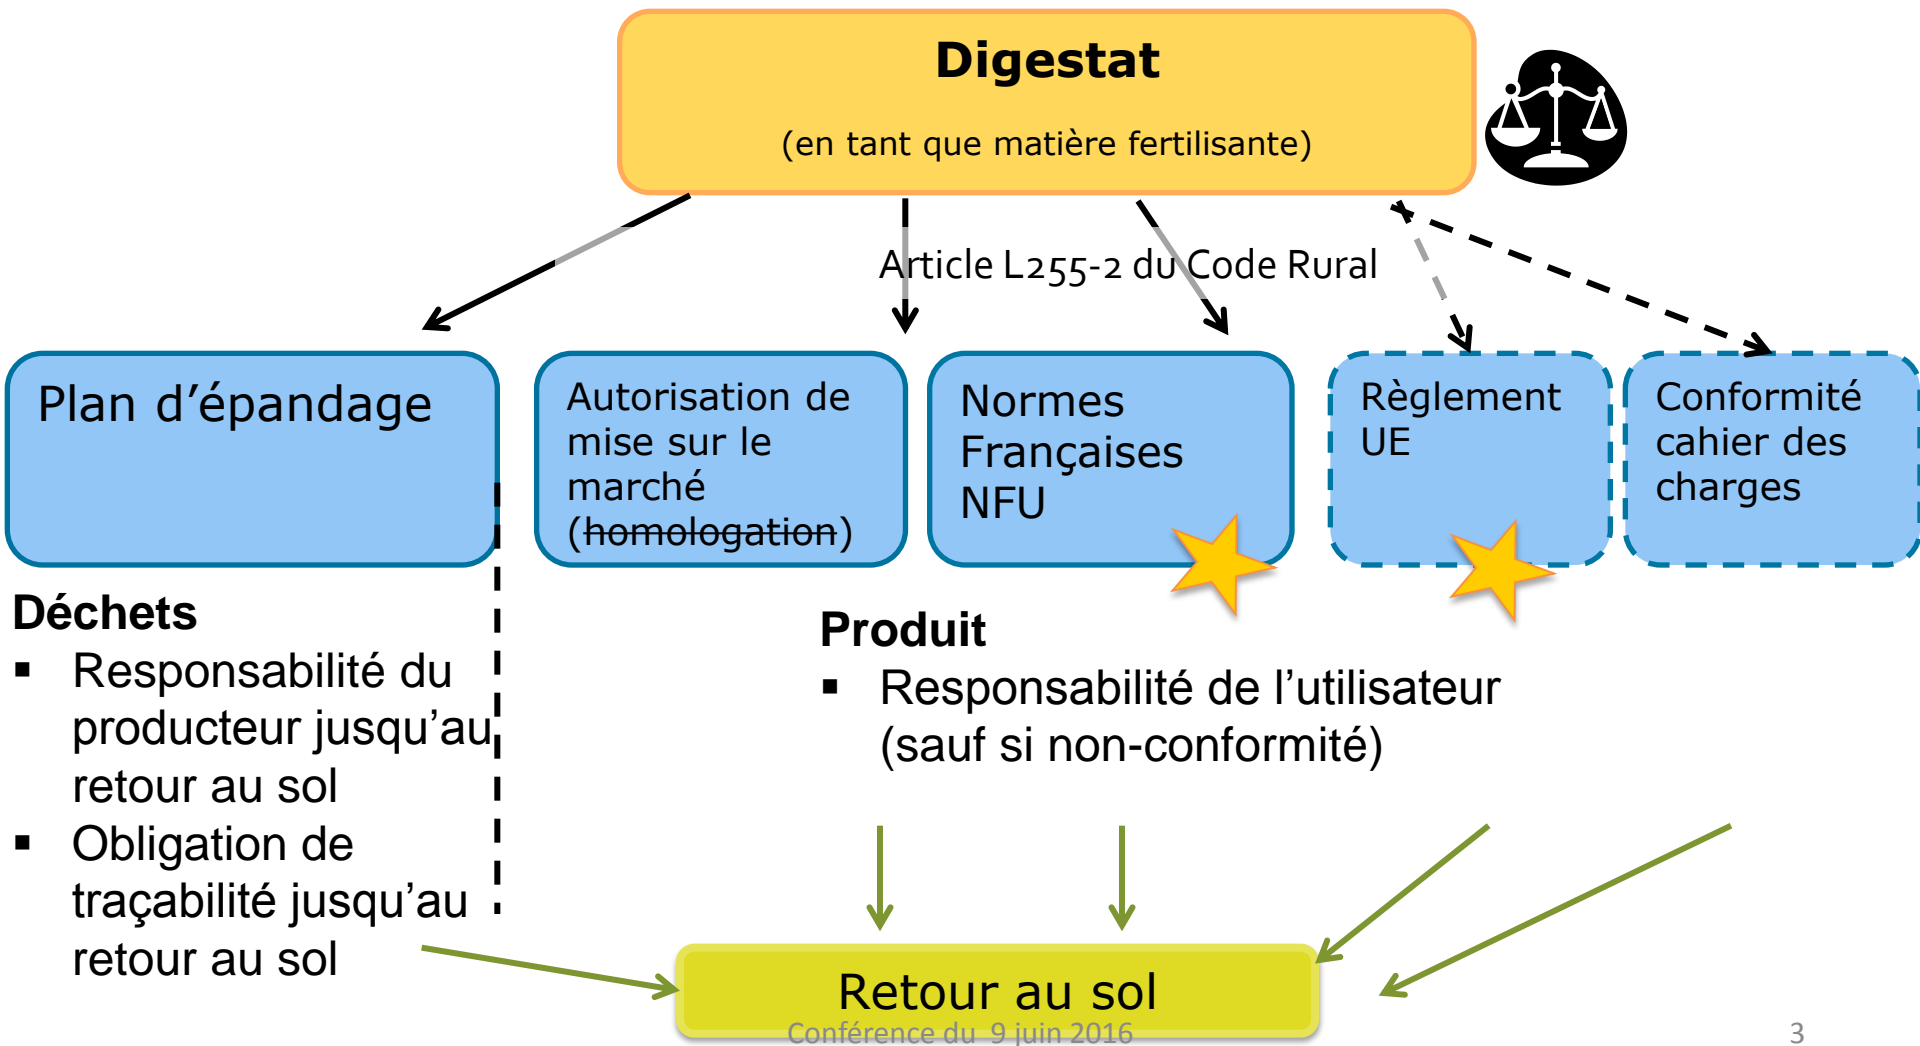 Digestat
(en tant que matière fertilisante)
Article L255-2 du Code Rural
Plan d’épandage
Autorisation de
mise sur le
marché
(homologation)
Normes
Françaises
NFU
Règlement
UE
Conformité
cahier des
charges
Déchets
▪ Responsabilité du
producteur jusqu’au
retour au sol
▪ Obligation de
traçabilité jusqu’au
retour au sol
Produit
▪ Responsabilité de l’utilisateur
(sauf si non-conformité)
Retour au sol
Conférence du 9 juin 2016
3